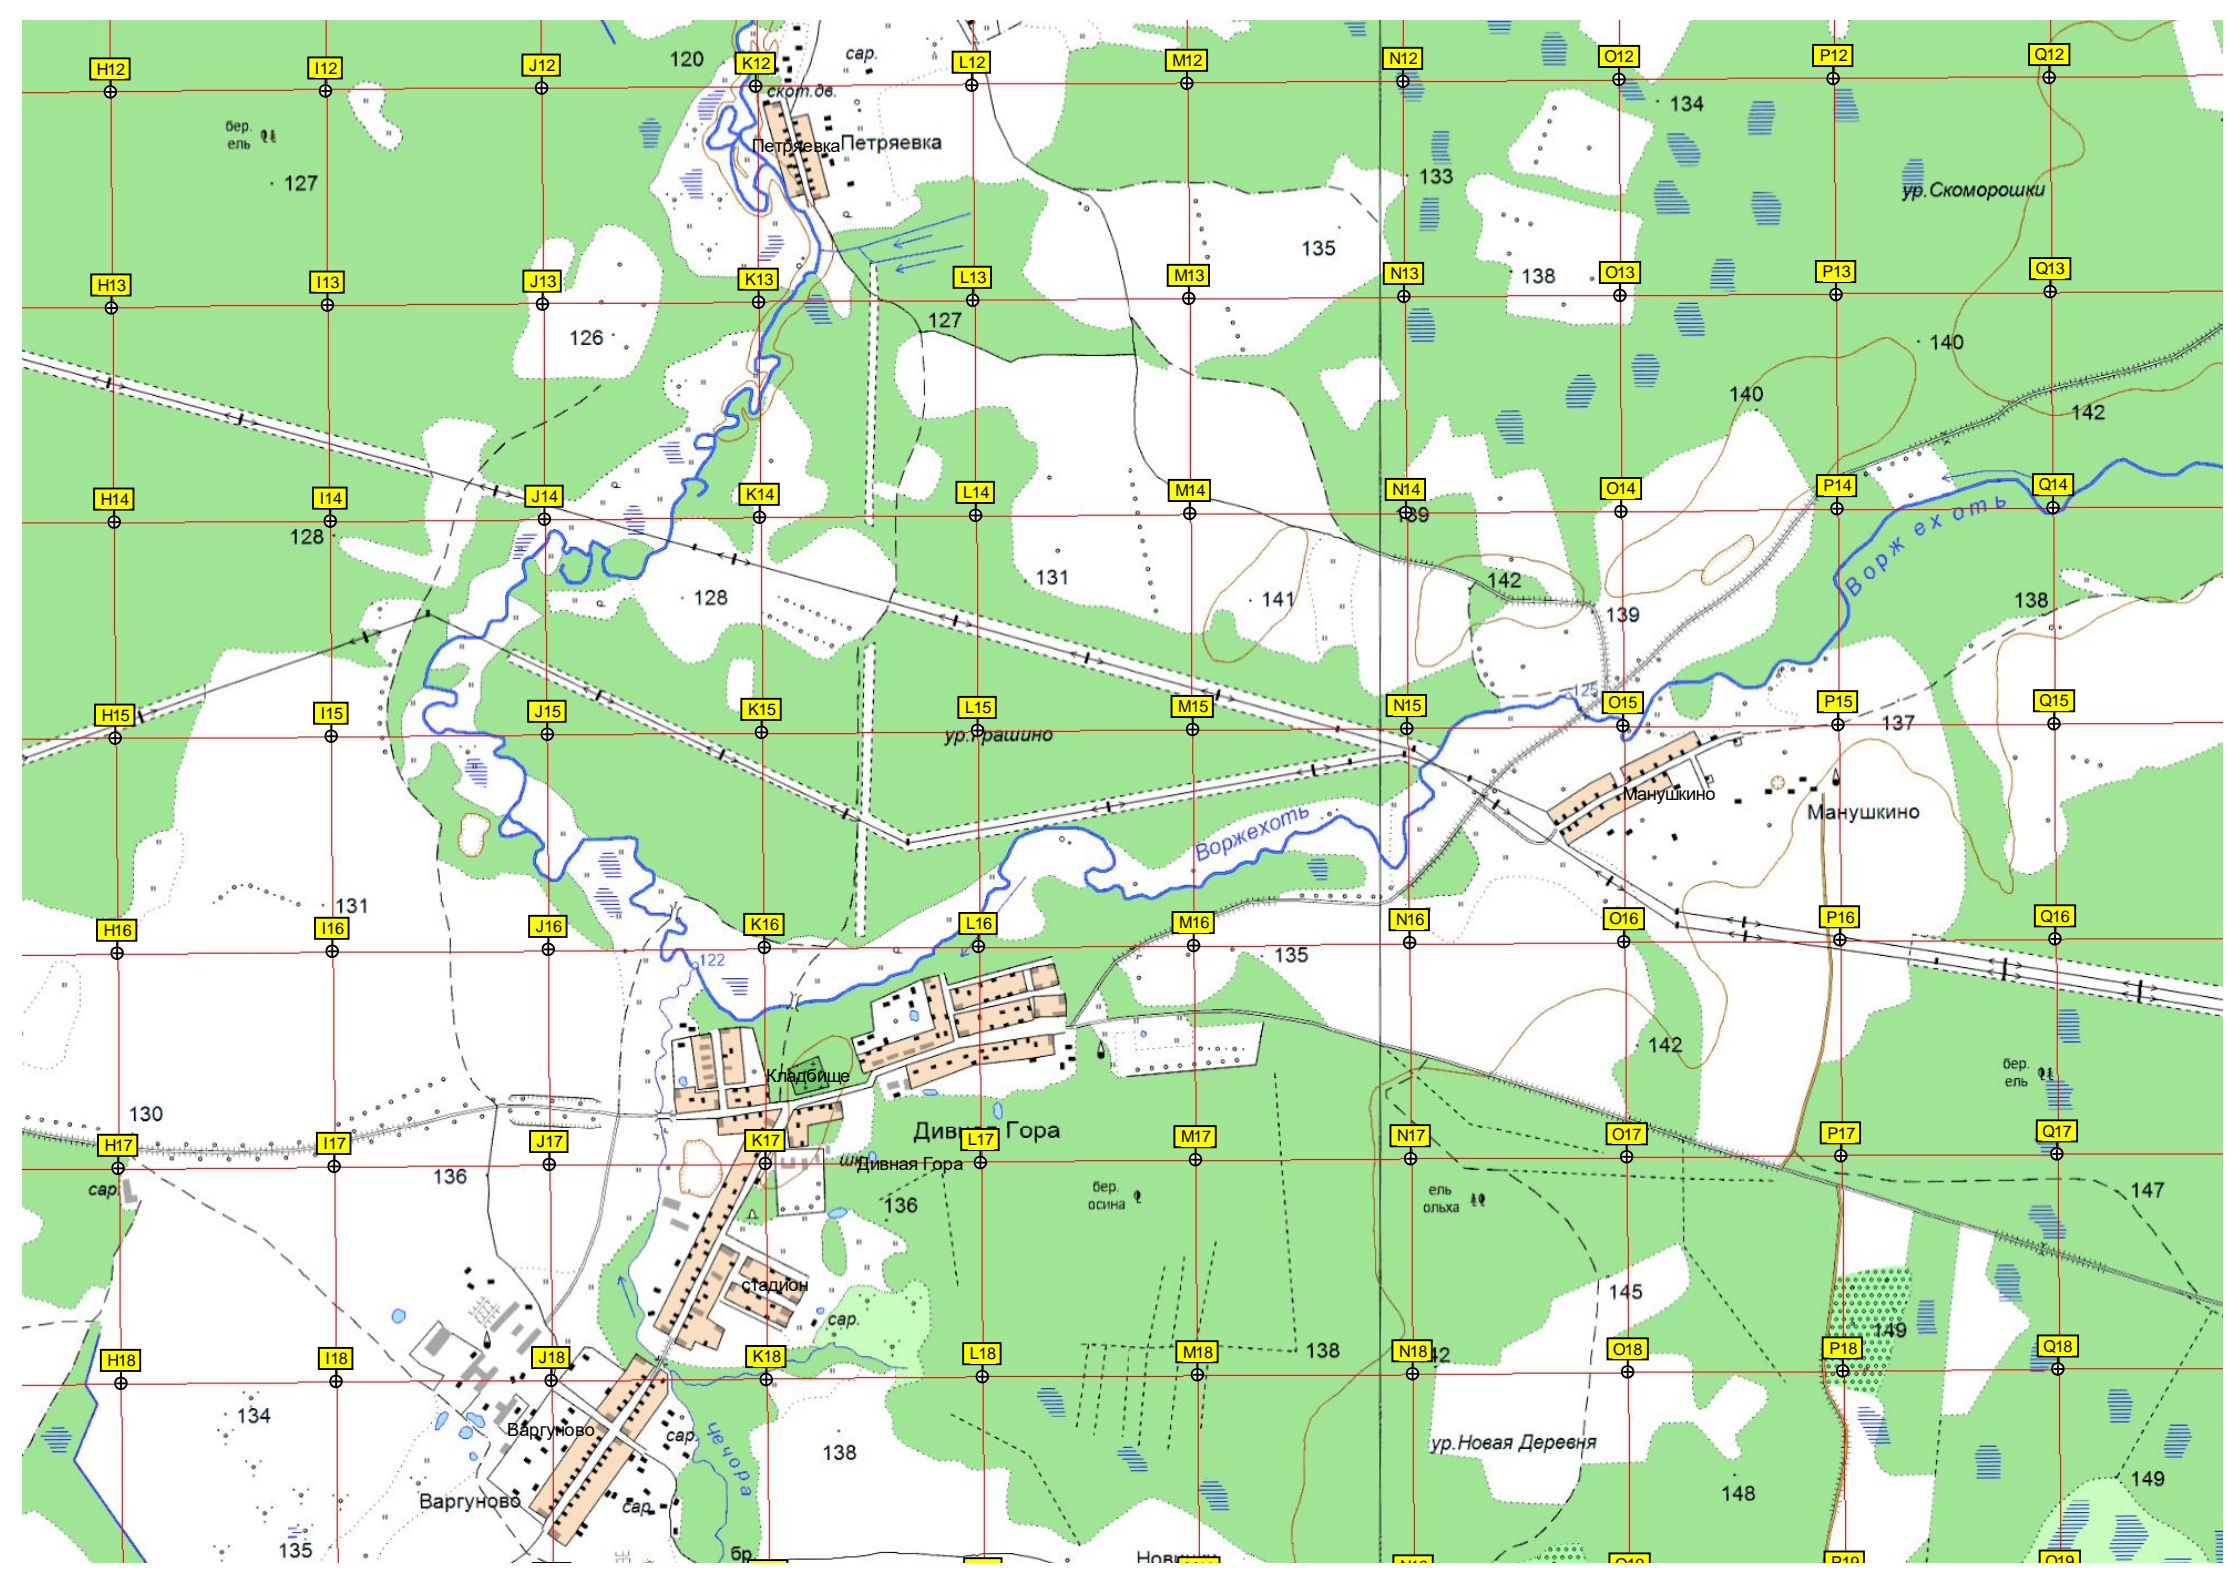 H12
I12
J12
120
K12
сар.
L12
M12
N12
O12
P12
Q12
скот.дв.
134
бер.
ель
127
Петряевка
Петряевка
133
ур.Скоморошки
135
138
H13
I13
J13
K13
L13
M13
N13
O13
P13
Q13
126
127
140
140
142
H14
I14
J14
K14
L14
M14
N14
O14
P14
Q14
128
139
Воржехоть
131
128
141
142
139
138
125
H15
I15
J15
K15
L15
M15
N15
O15
P15
Q15
ур.Грашино
137
Манушкино
Манушкино
Воржехоть
131
H16
I16
J16
K16
L16
M16
N16
O16
P16
Q16
122
135
142
бер.
ель
Кладбище
130
Дивная Гора
H17
I17
J17
K17
L17
M17
N17
O17
P17
Q17
шк.
Дивная Гора
сар.
136
136
бер.
осина
ель
ольха
147
стадион
145
сар.
149
H18
I18
J18
K18
L18
M18
138
N18
42
O18
P18
Q18
134
Варгуново
сар.
Чечора
138
ур.Новая Деревня
Варгуново
сар.
148
149
135
бр.